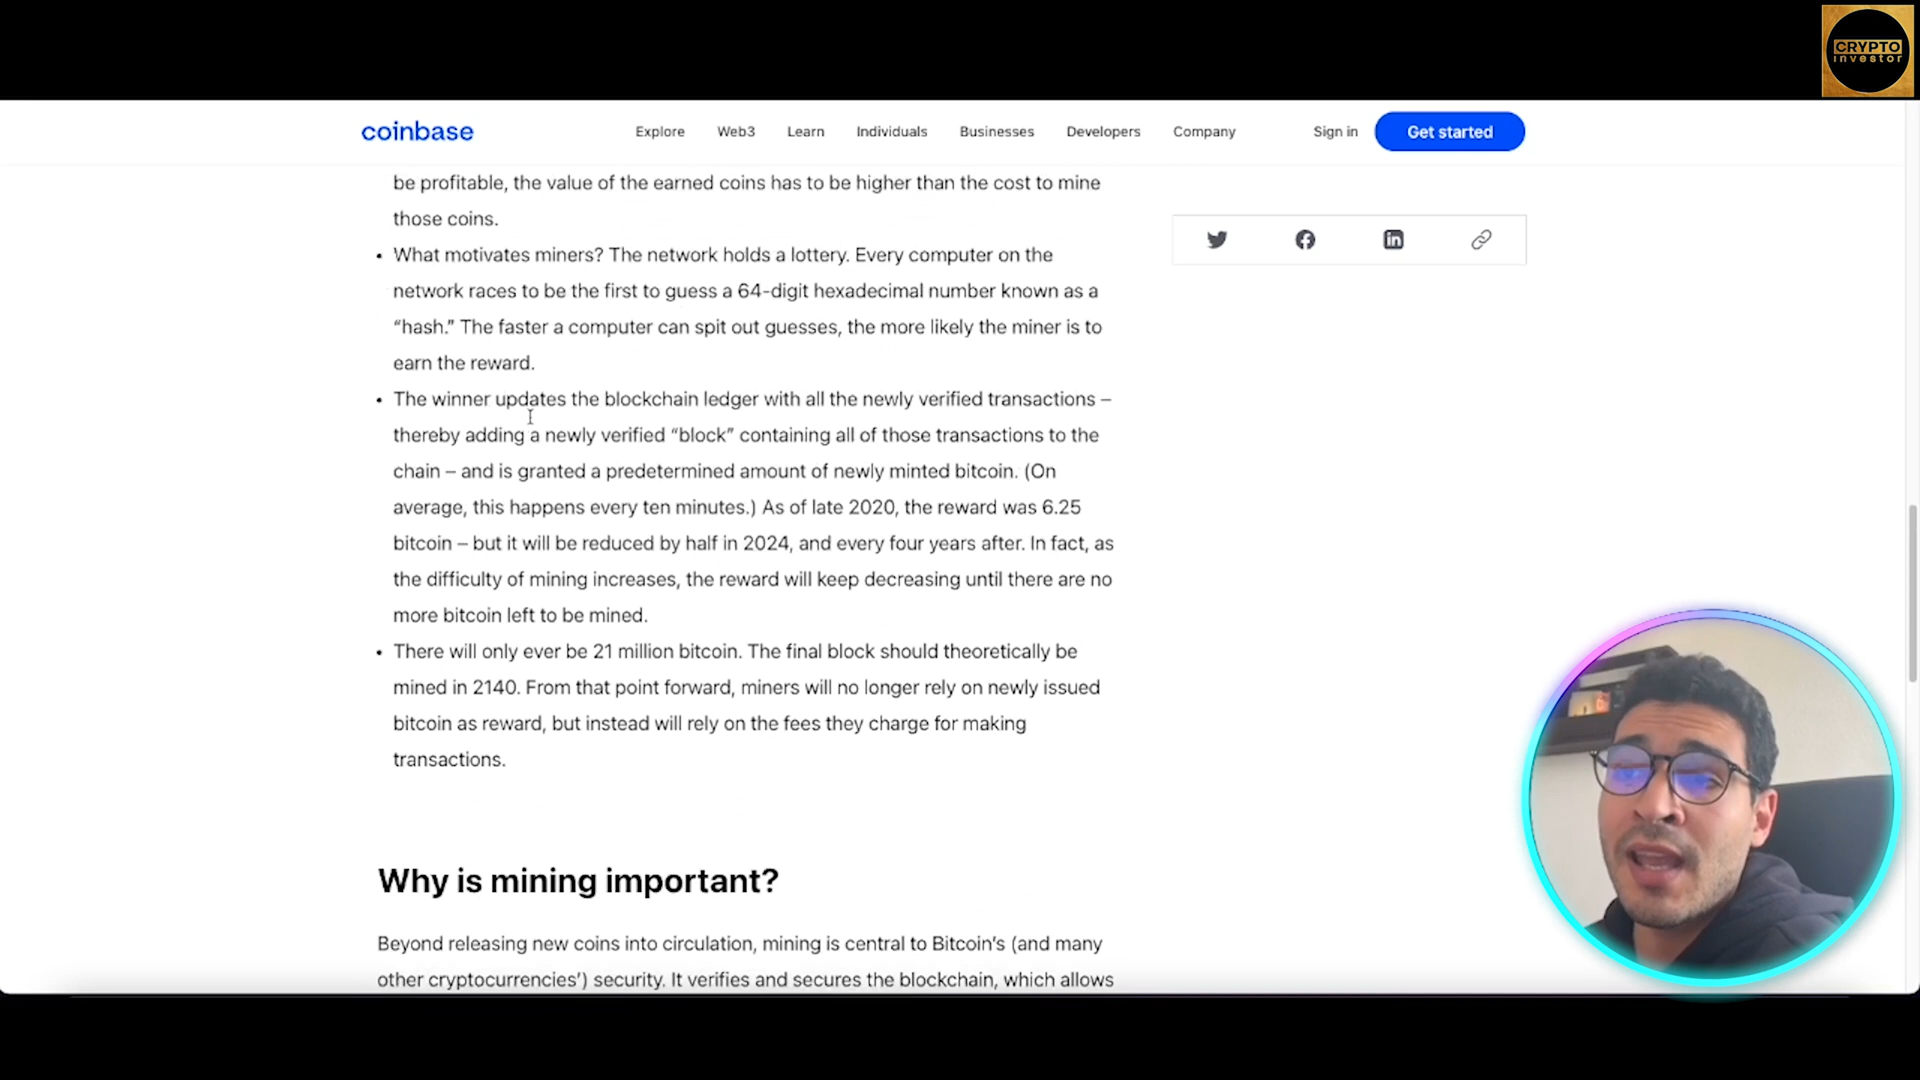 CRYPTO
investor
coinbase
Explore
Web3
Learn
Individuals
Businesses
Developers
Company
Sign in
Get started
be profitable, the value of the earned coins has to be higher than the cost to mine
those coins.
• What motivates miners? The network holds a lottery. Every computer on the
network races to be the first to guess a 64-digit hexadecimal number known as a
“hash.” The faster a computer can spit out guesses, the more likely the miner is to
earn the reward.
• The winner updates the blockchain ledger with all the newly verified transactions –
thereby adding a newly verified “block” containing all of those transactions to the
chain – and is granted a predetermined amount of newly minted bitcoin. (On
average, this happens every ten minutes.) As of late 2020, the reward was 6.25
bitcoin – but it will be reduced by half in 2024, and every four years after. In fact, as
the difficulty of mining increases, the reward will keep decreasing until there are no
more bitcoin left to be mined.
• There will only ever be 21 million bitcoin. The final block should theoretically be
mined in 2140. From that point forward, miners will no longer rely on newly issued
bitcoin as reward, but instead will rely on the fees they charge for making
transactions.
Why is mining important?
Beyond releasing new coins into circulation, mining is central to Bitcoin’s (and many
other cryptocurrencies’) security. It verifies and secures the blockchain, which allows